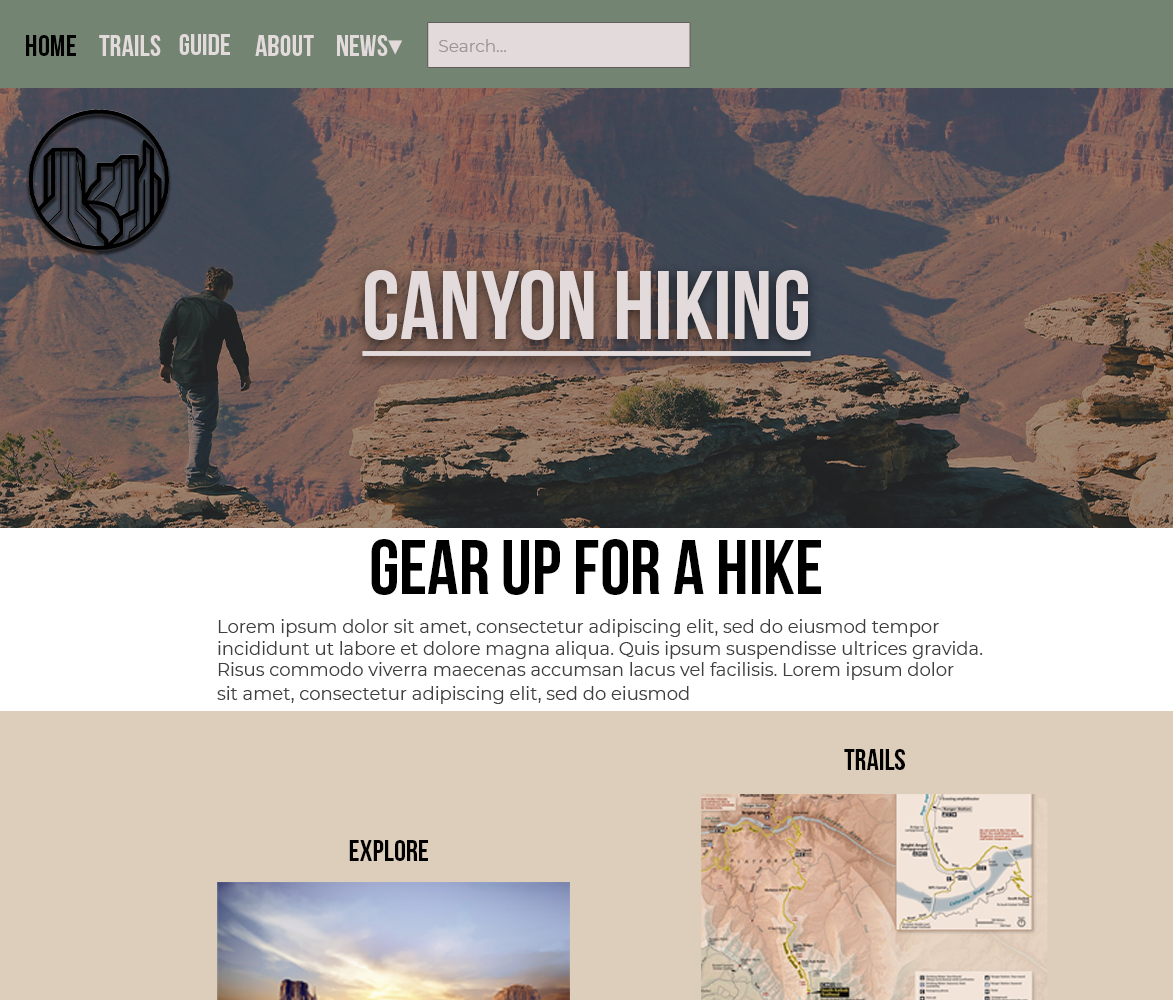 HOME TRAILS GUIDE ABOUT NEWS▾ Search...
CANYON HIKING
GEAR UP FOR A HIKE
Lorem ipsum dolor sit amet, consectetur adipiscing elit, sed do eiusmod tempor
incididunt ut labore et dolore magna aliqua. Quis ipsum suspendisse ultrices gravida.
Risus commodo viverra maecenas accumsan lacus vel facilisis. Lorem ipsum dolor
sit amet, consectetur adipiscing elit, sed do eiusmod
TRAILS
EXPLORE